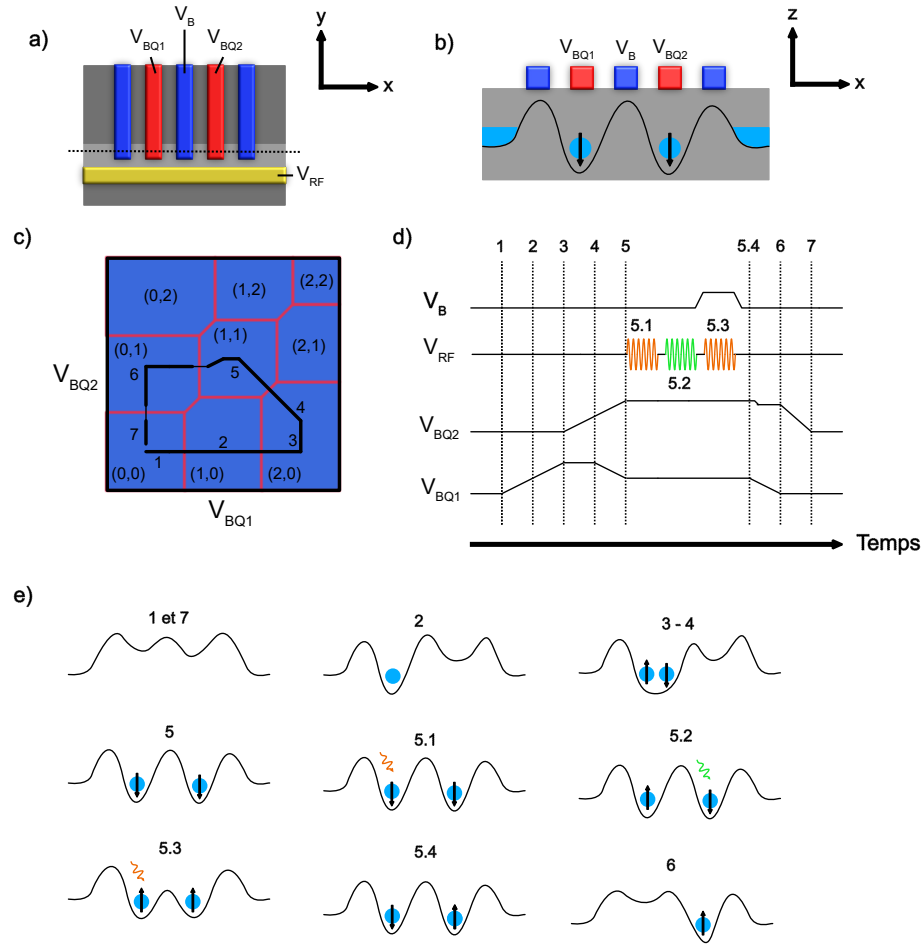 a)
V_BQ1
V_B
V_BQ2
y
x
V_RF
b)
V_BQ1
V_B
V_BQ2
z
x
c)
(0,2)
(1,2)
(2,2)
(0,1)
(1,1)
(2,1)
6
5
4
7
3
1
2
(0,0)
(1,0)
(2,0)
V_BQ2
V_BQ1
d)
1 2 3 4 5 5.4 6 7
V_B
V_RF
5.1
5.2
5.3
V_BQ2
V_BQ1
Temps
e)
1 et 7
2
3 - 4
5
5.1
5.2
5.3
5.4
6